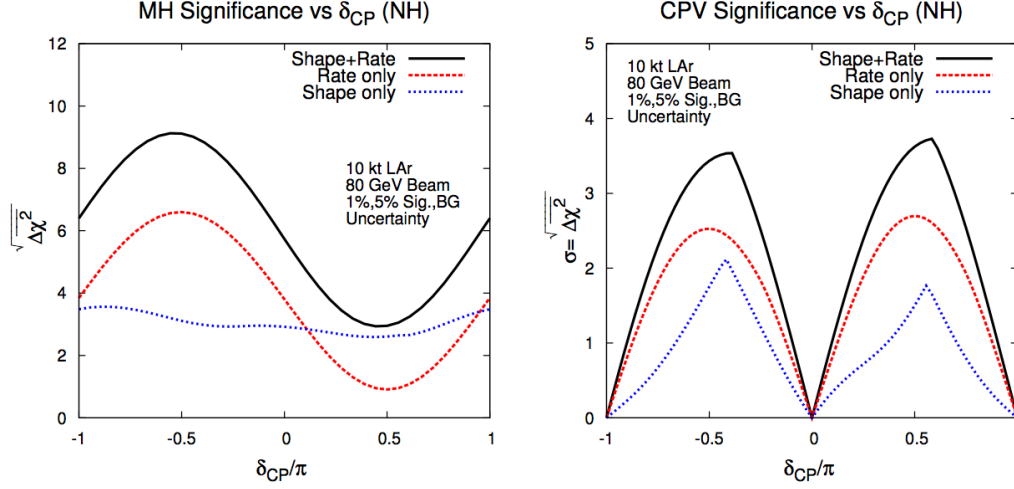 MH Significance vs δCP (NH)
12
10
8
6
4
2
0
√Δχ²
Shape+Rate
Rate only
Shape only
10 kt LAr
80 GeV Beam
1%,5% Sig.,BG
Uncertainty
-1
-0.5
0
0.5
1
δCP/π
CPV Significance vs δCP (NH)
5
4
3
2
1
0
σ= √Δχ²
10 kt LAr
80 GeV Beam
1%,5% Sig.,BG
Uncertainty
Shape+Rate
Rate only
Shape only
-1
-0.5
0
0.5
δCP/π